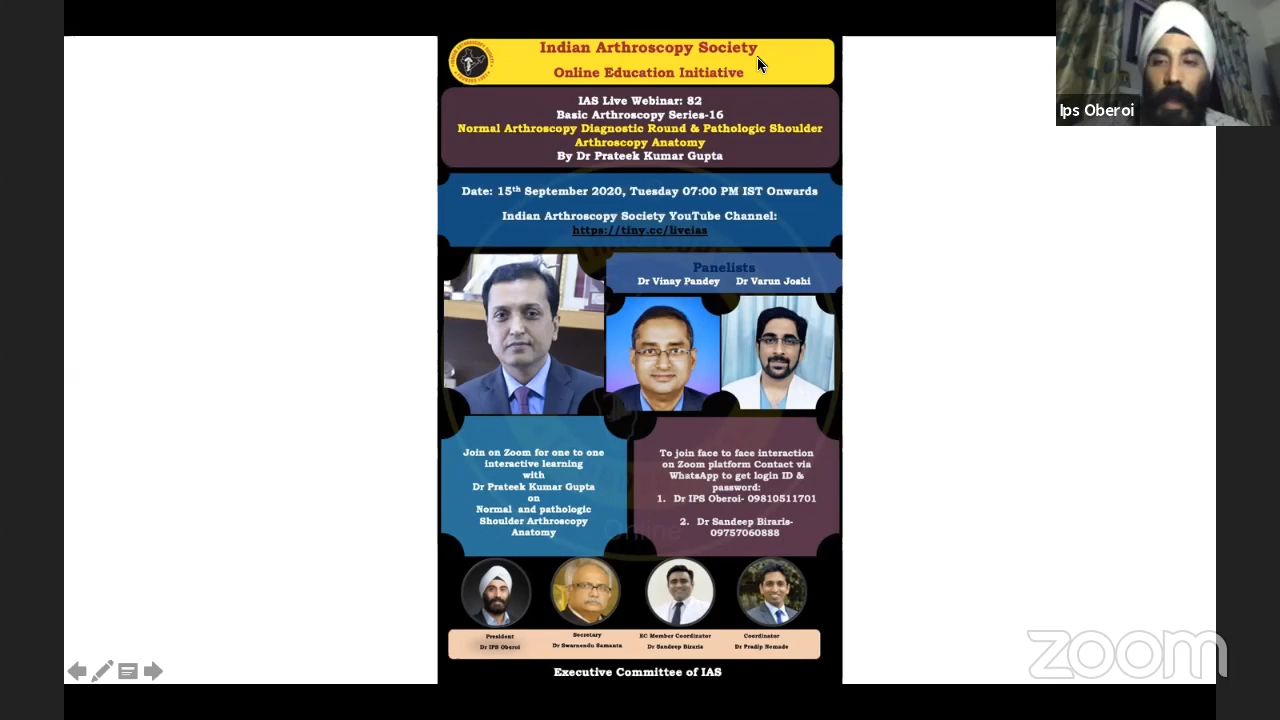 Indian Arthroscopy Society
Online Education Initiative
IAS Live Webinar: 82
Basic Arthroscopy Series-16
Normal Arthroscopy Diagnostic Round & Pathologic Shoulder
Arthroscopy Anatomy
By Dr Prateek Kumar Gupta
Date: 15th September 2020, Tuesday 07:00 PM IST Onwards
Indian Arthroscopy Society YouTube Channel:
https://tiny.cc/liveias
Panelists
Dr Vinay Pandey Dr Varun Joshi
Join on Zoom for one to one
interactive learning
with
Dr Prateek Kumar Gupta
on
Normal and pathologic
Shoulder Arthroscopy
Anatomy
To join face to face interaction
on Zoom platform Contact via
WhatsApp to get login ID &
password:
1. Dr IPS Oberoi- 09810511701
2. Dr Sandeep Biraris-
09757060888
Online
President
Dr IPS Oberoi
Secretary
Dr Swarnendu Samanta
EC Member Coordinator
Dr Sandeep Biraris
Coordinator
Dr Pradip Nemade
Executive Committee of IAS
Ips Oberoi
zoom